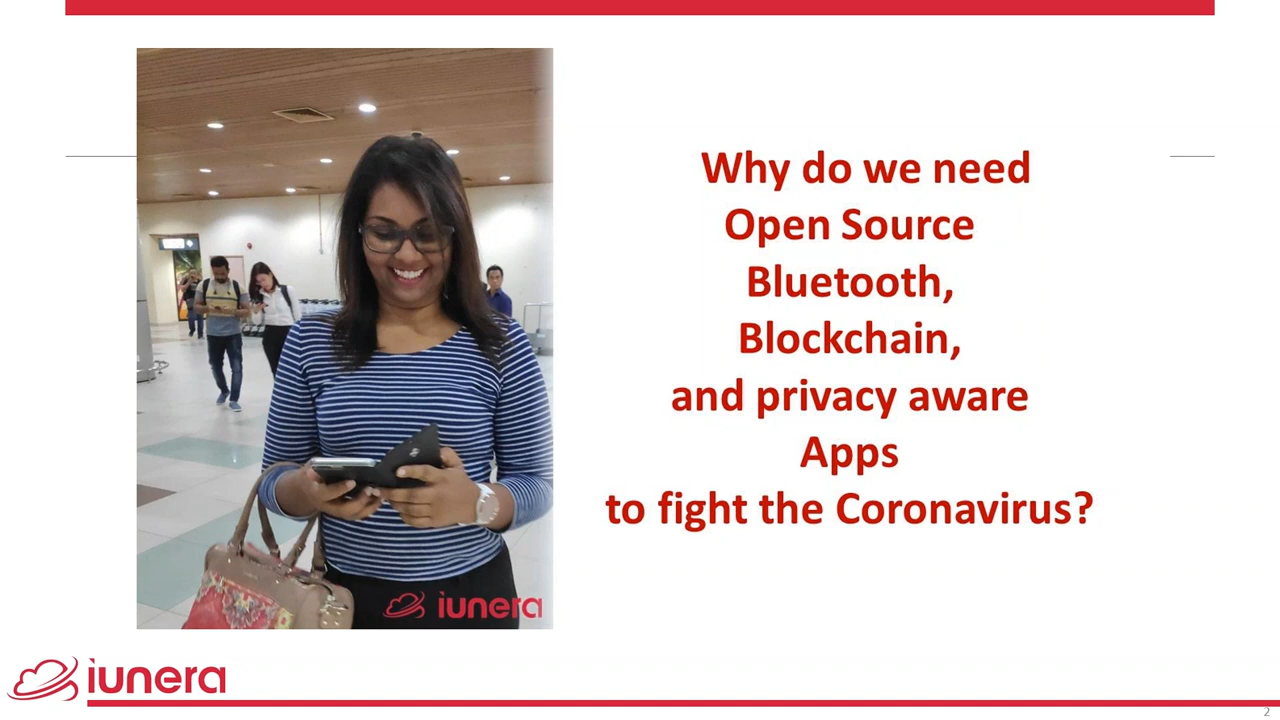 Why do we need
Open Source
Bluetooth,
Blockchain,
and privacy aware
Apps
to fight the Coronavirus?
iunera
iunera
2